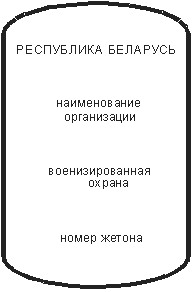 РЕСПУБЛИКА БЕЛАРУСЬ
наименование
организации
военизированная
охрана
номер жетона